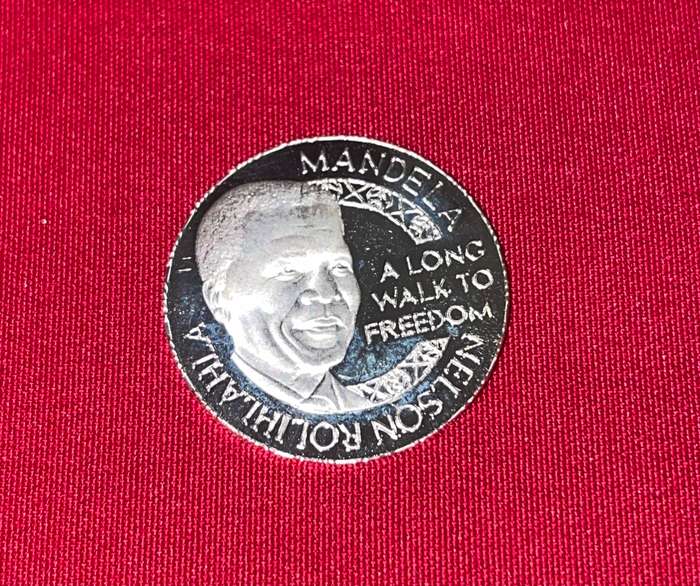 MANDELA
A LONG
WALK TO
FREEDOM
NELSON ROLIHLAHLA